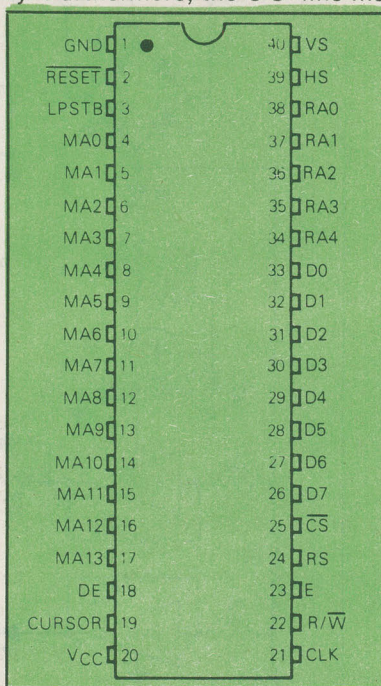 GND 1 40 VS
RESET 2 39 HS
LPSTB 3 38 RA0
MA0 4 37 RA1
MA1 5 36 RA2
MA2 6 35 RA3
MA3 7 34 RA4
MA4 8 33 D0
MA5 9 32 D1
MA6 10 31 D2
MA7 11 30 D3
MA8 12 29 D4
MA9 13 28 D5
MA10 14 27 D6
MA11 15 26 D7
MA12 16 25 C̅S̅
MA13 17 24 RS
DE 18 23 E
CURSOR 19 22 R/W̅
VCC 20 21 CLK